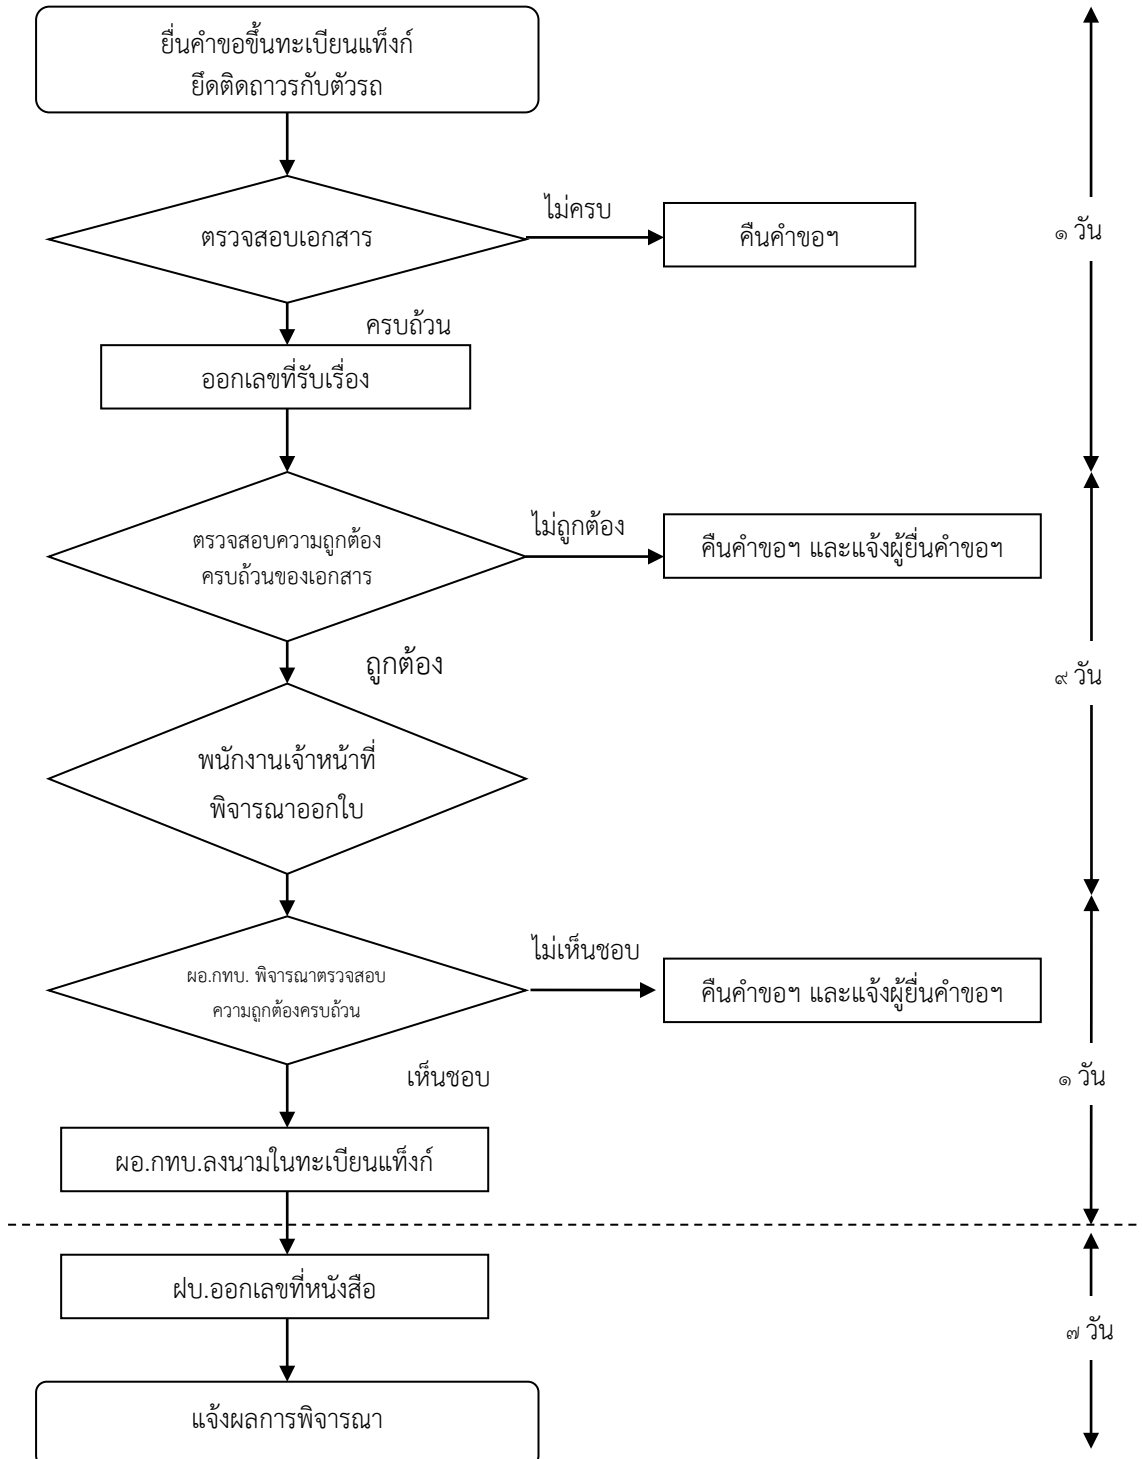 ยื่นคำขอขึ้นทะเบียนแท็งก์
ยึดติดถาวรกับตัวรถ
ตรวจสอบเอกสาร
ไม่ครบ
คืนคำขอฯ
๑ วัน
ครบถ้วน
ออกเลขที่รับเรื่อง
ตรวจสอบความถูกต้อง
ครบถ้วนของเอกสาร
ไม่ถูกต้อง
คืนคำขอฯ และแจ้งผู้ยื่นคำขอฯ
ถูกต้อง
๙ วัน
พนักงานเจ้าหน้าที่
พิจารณาออกใบ
ผอ.กทบ. พิจารณาตรวจสอบ
ความถูกต้องครบถ้วน
ไม่เห็นชอบ
คืนคำขอฯ และแจ้งผู้ยื่นคำขอฯ
เห็นชอบ
๑ วัน
ผอ.กทบ.ลงนามในทะเบียนแท็งก์
ฝบ.ออกเลขที่หนังสือ
๗ วัน
แจ้งผลการพิจารณา